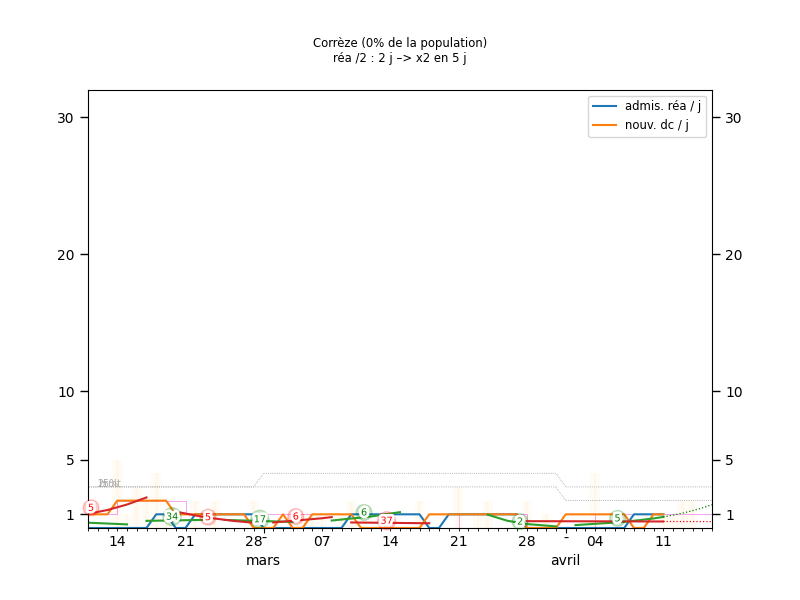 Corrèze (0% de la population)
réa /2 : 2 j –> x2 en 5 j
admis. réa / j
nouv. dc / j
30 30
20 20
10 10
5 5
1 1
5 34 5 17 6 6 37 2 5
14 21 28 07 14 21 28 - 04 11
mars avril